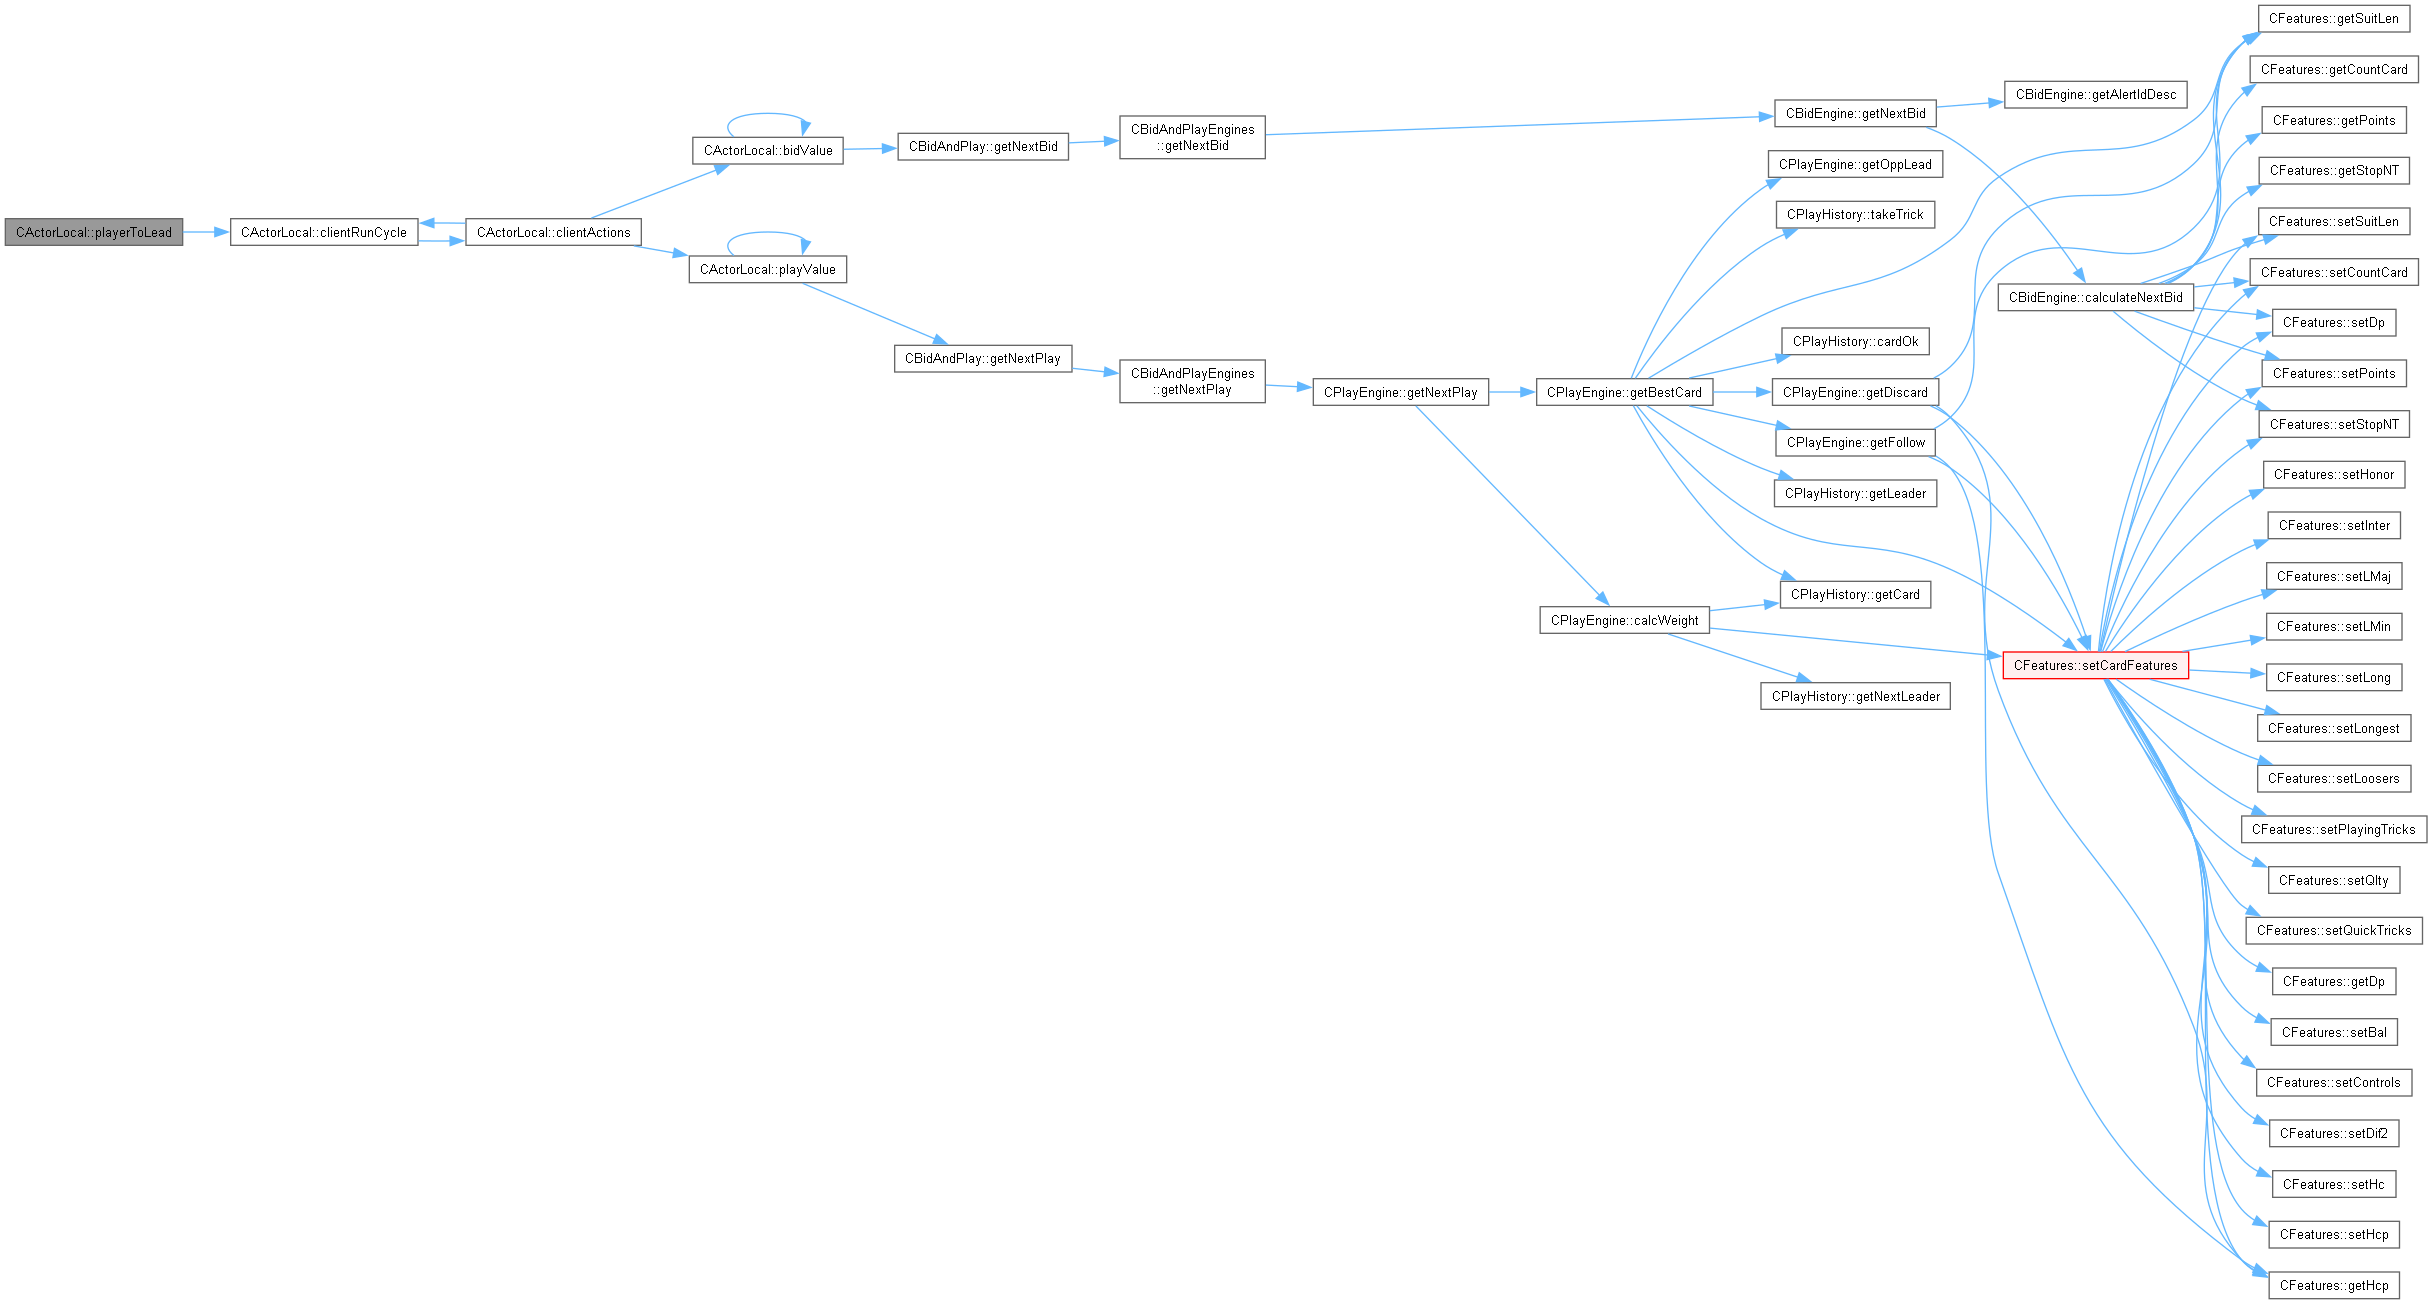 CActorLocal::playerToLead
CActorLocal::clientRunCycle
CActorLocal::clientActions
CActorLocal::bidValue
CActorLocal::playValue
CBidAndPlay::getNextBid
CBidAndPlay::getNextPlay
CBidAndPlayEngines
::getNextBid
CBidAndPlayEngines
::getNextPlay
CPlayEngine::getNextPlay
CPlayEngine::getBestCard
CPlayEngine::calcWeight
CBidEngine::getNextBid
CPlayEngine::getOppLead
CPlayHistory::takeTrick
CPlayHistory::cardOk
CPlayEngine::getDiscard
CPlayEngine::getFollow
CPlayHistory::getLeader
CPlayHistory::getCard
CPlayHistory::getNextLeader
CBidEngine::getAlertIdDesc
CBidEngine::calculateNextBid
CFeatures::setCardFeatures
CFeatures::getSuitLen
CFeatures::getCountCard
CFeatures::getPoints
CFeatures::getStopNT
CFeatures::setSuitLen
CFeatures::setCountCard
CFeatures::setDp
CFeatures::setPoints
CFeatures::setStopNT
CFeatures::setHonor
CFeatures::setInter
CFeatures::setLMaj
CFeatures::setLMin
CFeatures::setLong
CFeatures::setLongest
CFeatures::setLoosers
CFeatures::setPlayingTricks
CFeatures::setQlty
CFeatures::setQuickTricks
CFeatures::getDp
CFeatures::setBal
CFeatures::setControls
CFeatures::setDif2
CFeatures::setHc
CFeatures::setHcp
CFeatures::getHcp